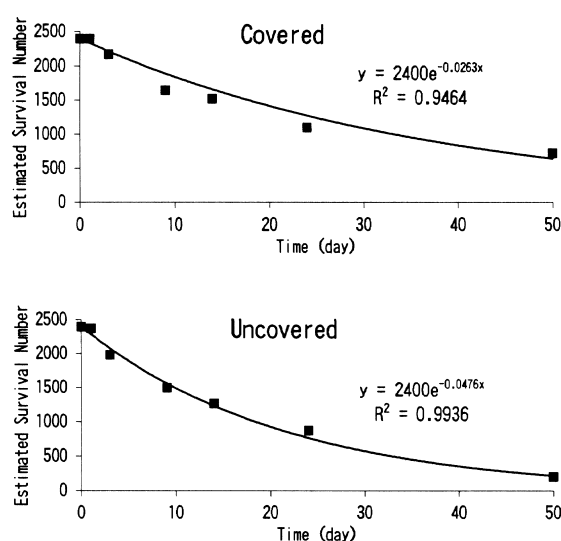 Covered
Estimated Survival Number
2500
2000
1500
1000
500
0
y = 2400e^-0.0263x
R² = 0.9464
0 10 20 30 40 50
Time (day)
Uncovered
Estimated Survival Number
2500
2000
1500
1000
500
0
y = 2400e^-0.0476x
R² = 0.9936
0 10 20 30 40 50
Time (day)